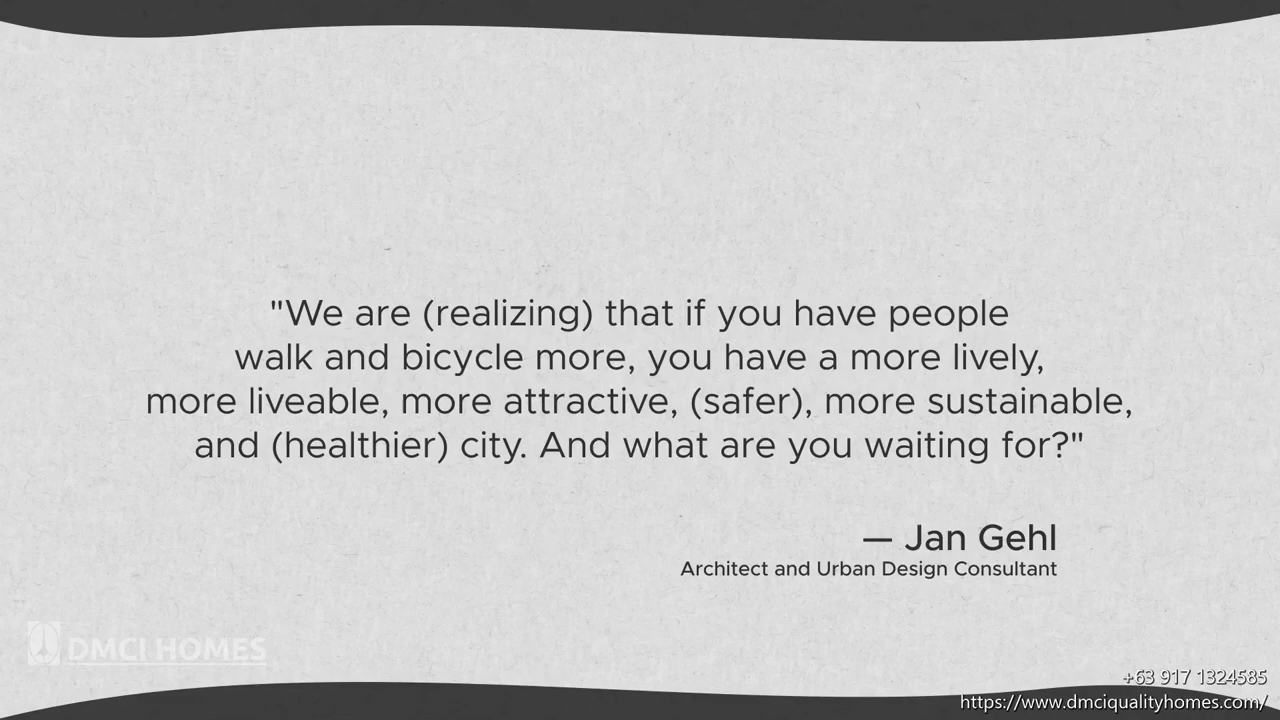 "We are (realizing) that if you have people
walk and bicycle more, you have a more lively,
more liveable, more attractive, (safer), more sustainable,
and (healthier) city. And what are you waiting for?"
— Jan Gehl
Architect and Urban Design Consultant
DMCI HOMES
+63 917 1324585
https://www.dmciqualityhomes.com/